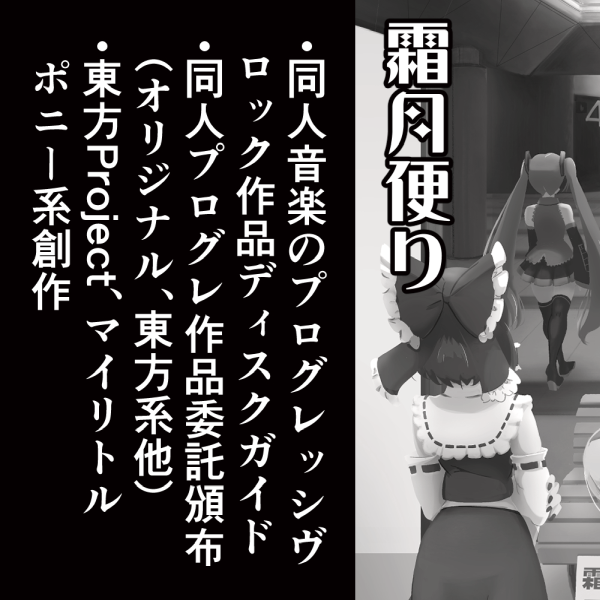 霜月便り
・同人音楽のプログレッシヴ
ロック作品ディスクガイド
・同人プログレ作品委託頒布
(オリジナル、東方系他)
・東方Project、マイリトル
ポニー系創作
4
霜